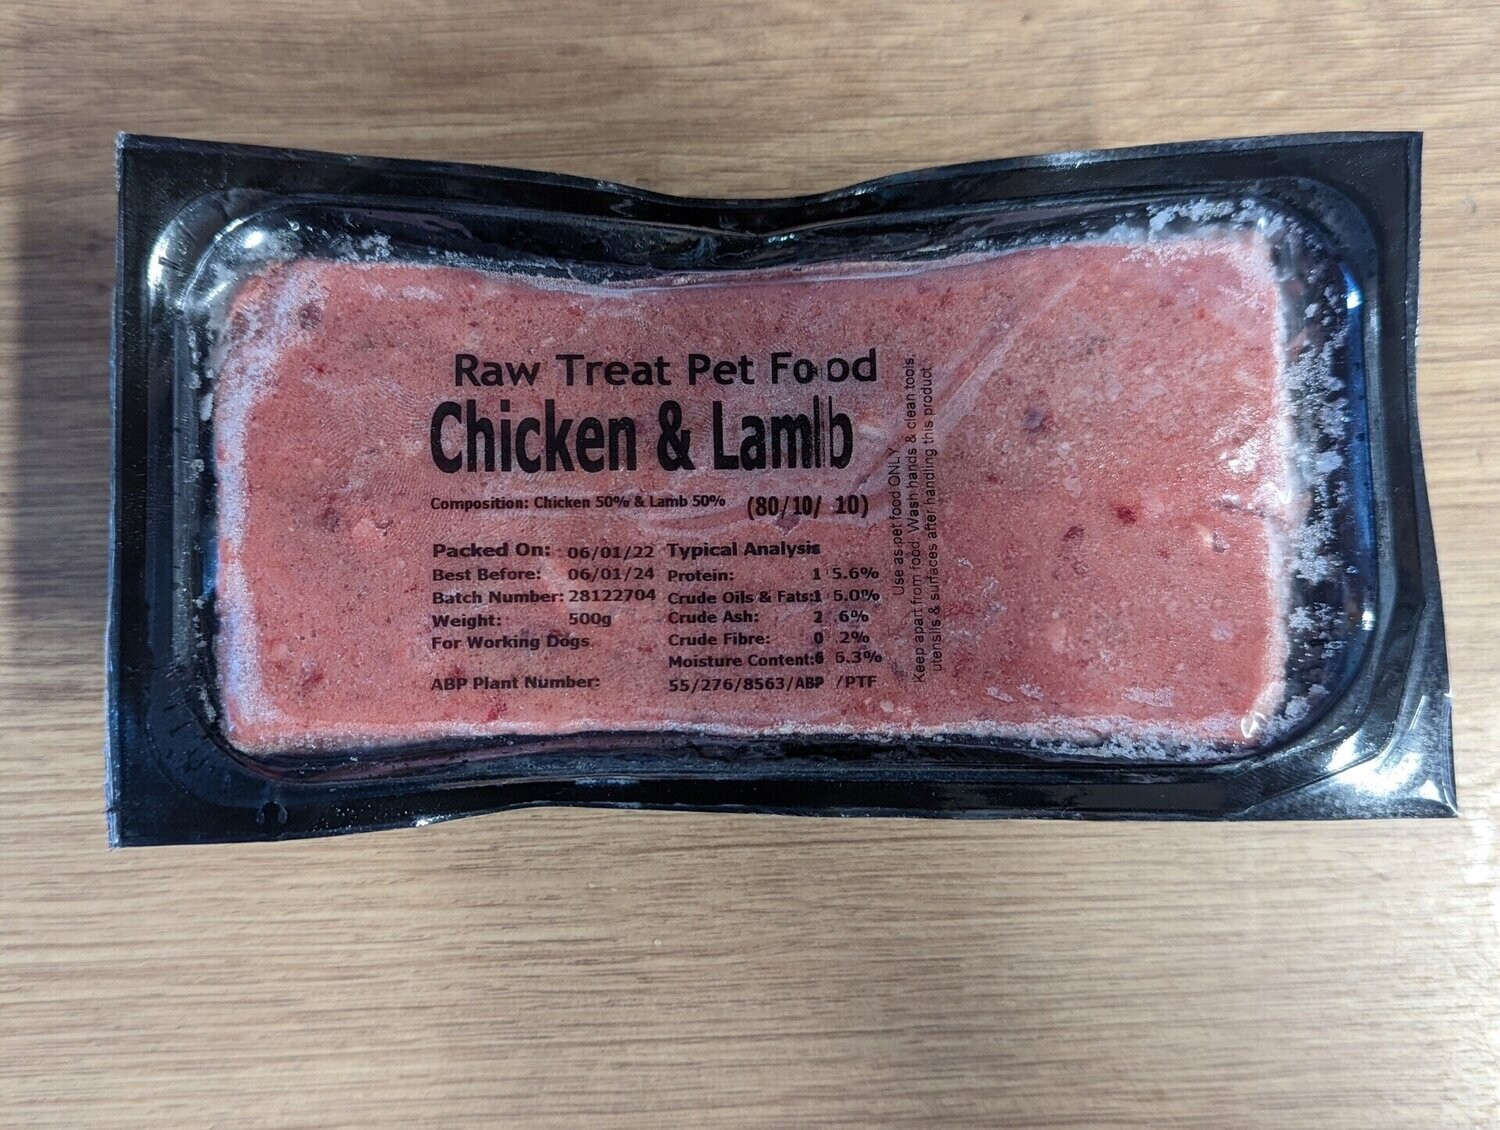 Raw Treat Pet Food
Chicken & Lamb
Composition: Chicken 50% & Lamb 50% (80/10/ 10)
Packed On: 06/01/22
Best Before: 06/01/24
Batch Number: 28122704
Weight: 500g
For Working Dogs
ABP Plant Number: 55/276/8563/ABP /PTF
Typical Analysis
Protein: 15.6%
Crude Oils & Fats: 15.0%
Crude Ash: 2.6%
Crude Fibre: 0.2%
Moisture Content: 66.3%
Use as pet food ONLY
Keep apart from food. Wash hands & clean tools,
utensils & surfaces after handling this product.